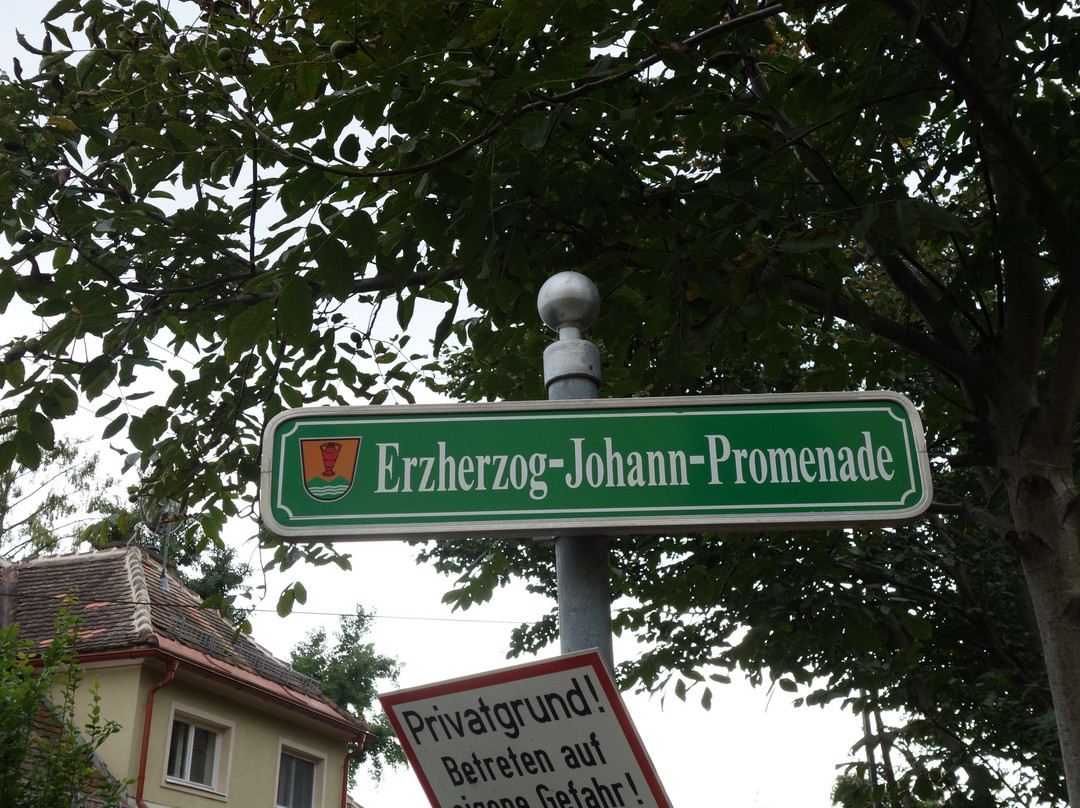 Erzherzog-Johann-Promenade
Privatgrund!
Betreten auf
eigene Gefahr!